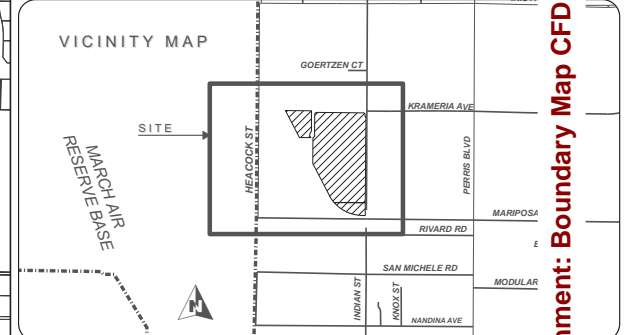 VICINITY MAP
GOERTZEN CT
KRAMERIA AVE
SITE
HEACOCK ST
PERRIS BLVD
MARCH AIR
RESERVE BASE
MARIPOSA
RIVARD RD
SAN MICHELE RD
MODULAR
INDIAN ST
KNOX ST
N
NANDINA AVE
nment: Boundary Map CFD